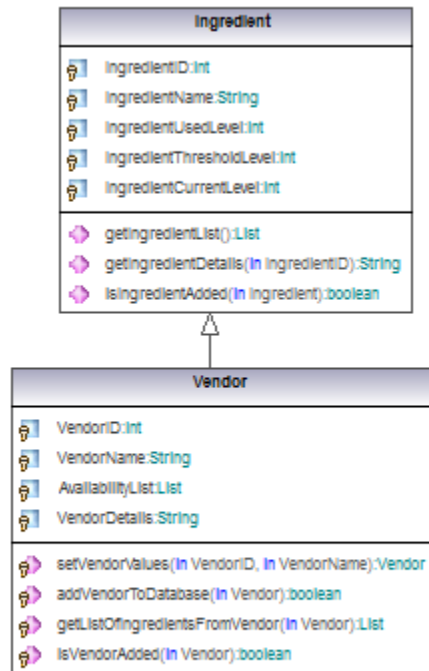 Ingredient
IngredientID:Int
IngredientName:String
IngredientUsedLevel:Int
IngredientThresholdLevel:Int
IngredientCurrentLevel:Int
getIngredientList():List
getIngredientDetails(In IngredientID):String
IsIngredientAdded(In Ingredient):boolean
Vendor
VendorID:Int
VendorName:String
AvailabilityList:List
VendorDetails:String
setVendorValues(In VendorID, In VendorName):Vendor
addVendorToDatabase(In Vendor):boolean
getListOfIngredientsFromVendor(In Vendor):List
IsVendorAdded(In Vendor):boolean